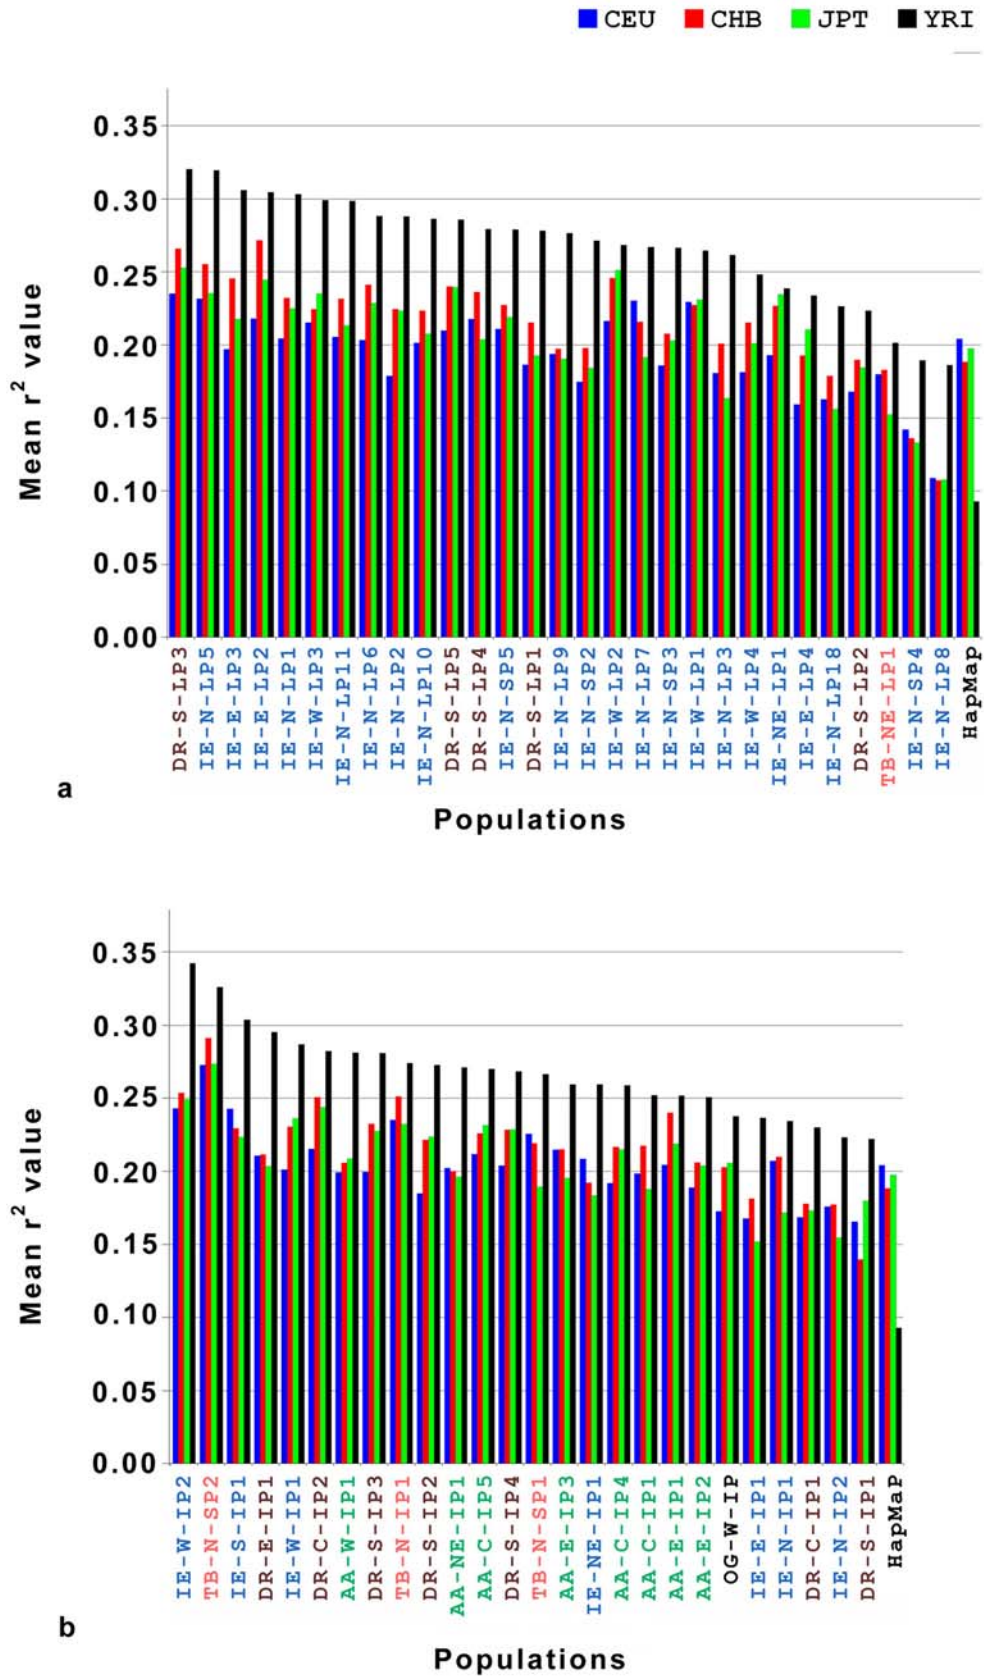 CEU CHB JPT YRI
0.35
0.30
0.25
0.20
0.15
0.10
0.05
0.00
Mean r² value
DR-S-LP3
IE-N-LP5
IE-E-LP3
IE-E-LP2
IE-N-LP1
IE-W-LP3
IE-N-LP11
IE-N-LP6
IE-N-LP2
IE-N-LP10
DR-S-LP5
DR-S-LP4
IE-N-SP5
DR-S-LP1
IE-N-LP9
IE-N-SP2
IE-W-LP2
IE-N-LP7
IE-N-SP3
IE-W-LP1
IE-N-LP3
IE-W-LP4
IE-NE-LP1
IE-E-LP4
IE-N-LP18
DR-S-LP2
TB-NE-LP1
IE-N-SP4
IE-N-LP8
HapMap
a
Populations
0.35
0.30
0.25
0.20
0.15
0.10
0.05
0.00
Mean r² value
IE-W-IP2
TB-N-SP2
IE-S-IP1
DR-E-IP1
IE-W-IP1
DR-C-IP2
AA-W-IP1
DR-S-IP3
TB-N-IP1
DR-S-IP2
AA-NE-IP1
AA-C-IP5
DR-S-IP4
TB-N-SP1
AA-E-IP3
IE-NE-IP1
AA-C-IP4
AA-C-IP1
AA-E-IP1
AA-E-IP2
OG-W-IP
IE-E-IP1
IE-N-IP1
DR-C-IP1
IE-N-IP2
DR-S-IP1
HapMaP
b
Populations